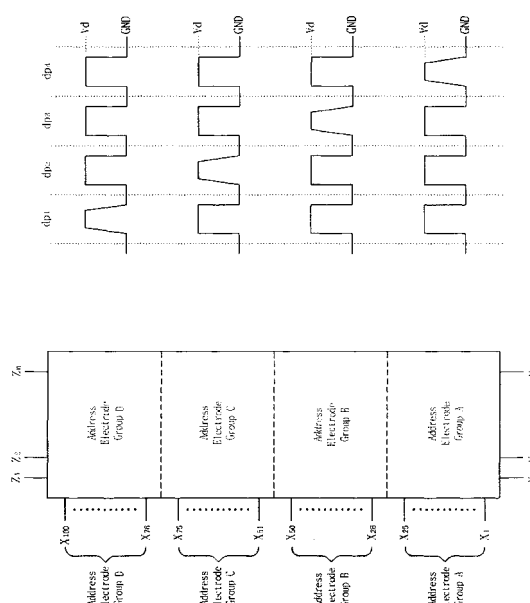 Vd
GND
Vd
GND
Vd
GND
Vd
GND
dp1
dp2
dp3
dp4
Z1
Z2
Address
Electrode
Group D
Address
Electrode
Group C
Address
Electrode
Group B
Address
Electrode
Group A
X100
X76
X75
X51
X50
X26
X25
X1
Address
Electrode
Group D
Address
Electrode
Group C
Address
Electrode
Group B
Address
Electrode
Group A